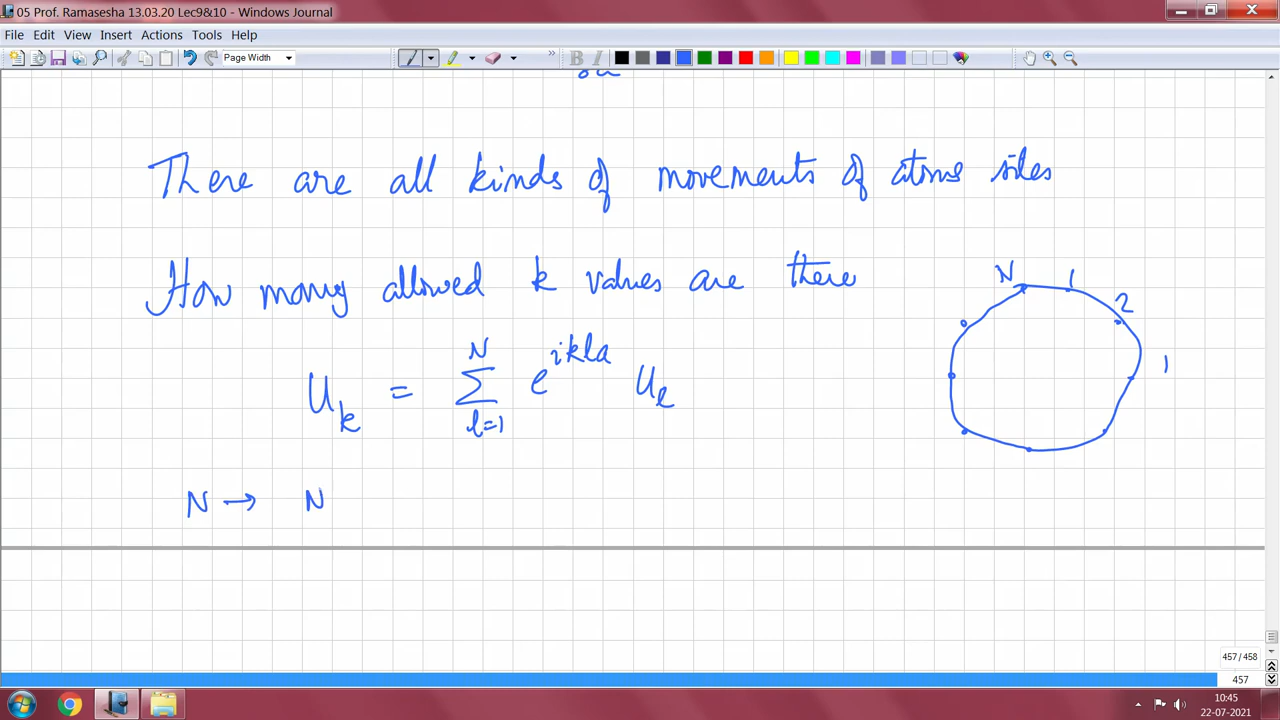 05 Prof. Ramasesha 13.03.20 Lec9&10 - Windows Journal
File Edit View Insert Actions Tools Help
Page Width
There are all kinds of movements of atoms sites
How many allowed k values are there
N 1
2
1
U_k = \sum_{l=1}^{N} e^{ikla} U_l
N → N
457 / 458
457
10:45
22-07-2021